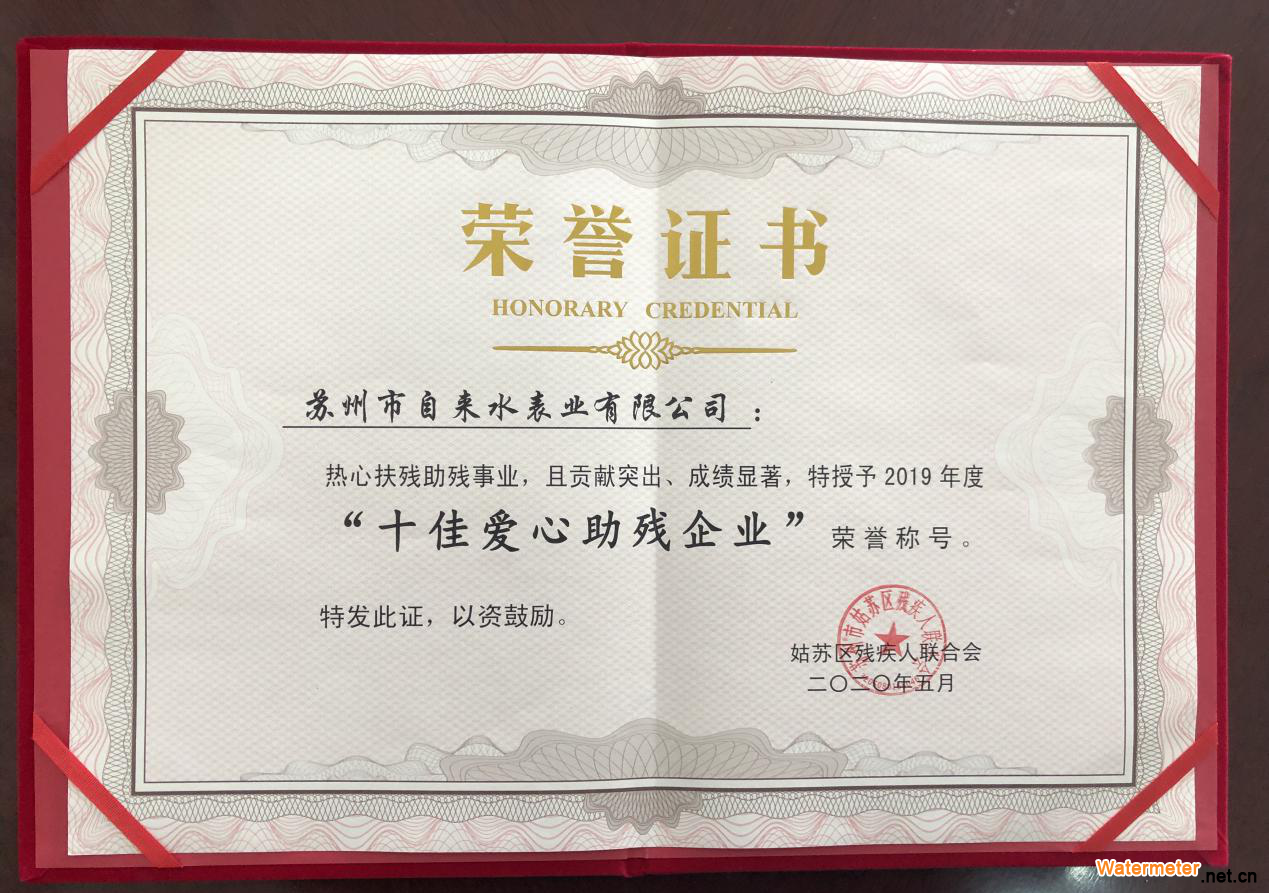 荣誉证书
HONORARY CREDENTIAL
苏州市自来水表业有限公司：
热心扶残助残事业，且贡献突出、成绩显著，特授予 2019 年度
“十佳爱心助残企业”荣誉称号。
特发此证，以资鼓励。
姑苏区残疾人联合会
二〇二〇年五月
Watermeter.net.cn